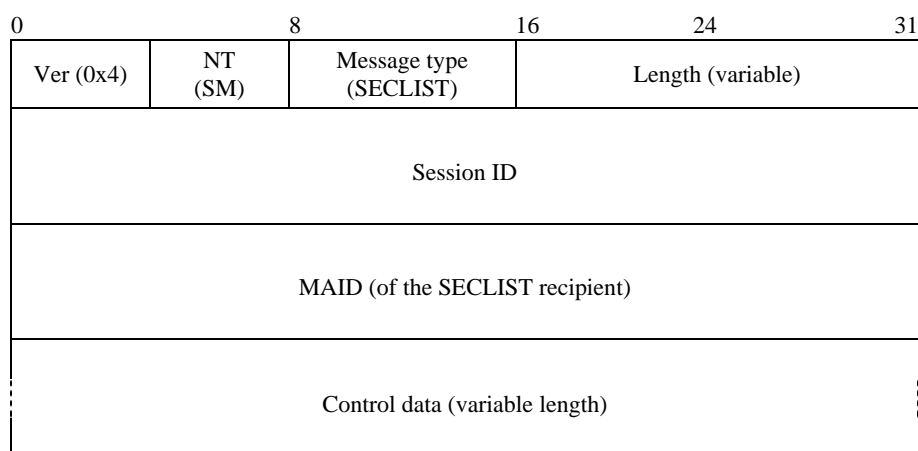 0 8 16 24 31
Ver (0x4) NT (SM) Message type (SECLIST) Length (variable)
Session ID
MAID (of the SECLIST recipient)
Control data (variable length)